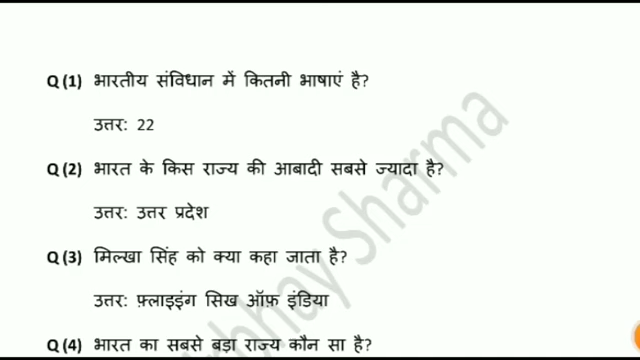 Q (1) भारतीय संविधान में कितनी भाषाएं है?
उत्तर: 22
Q (2) भारत के किस राज्य की आबादी सबसे ज्यादा है?
उत्तर: उत्तर प्रदेश
Q (3) मिल्खा सिंह को क्या कहा जाता है?
उत्तर: फ़्लाइइंग सिख ऑफ़ इंडिया
Q (4) भारत का सबसे बड़ा राज्य कौन सा है?
Sharma